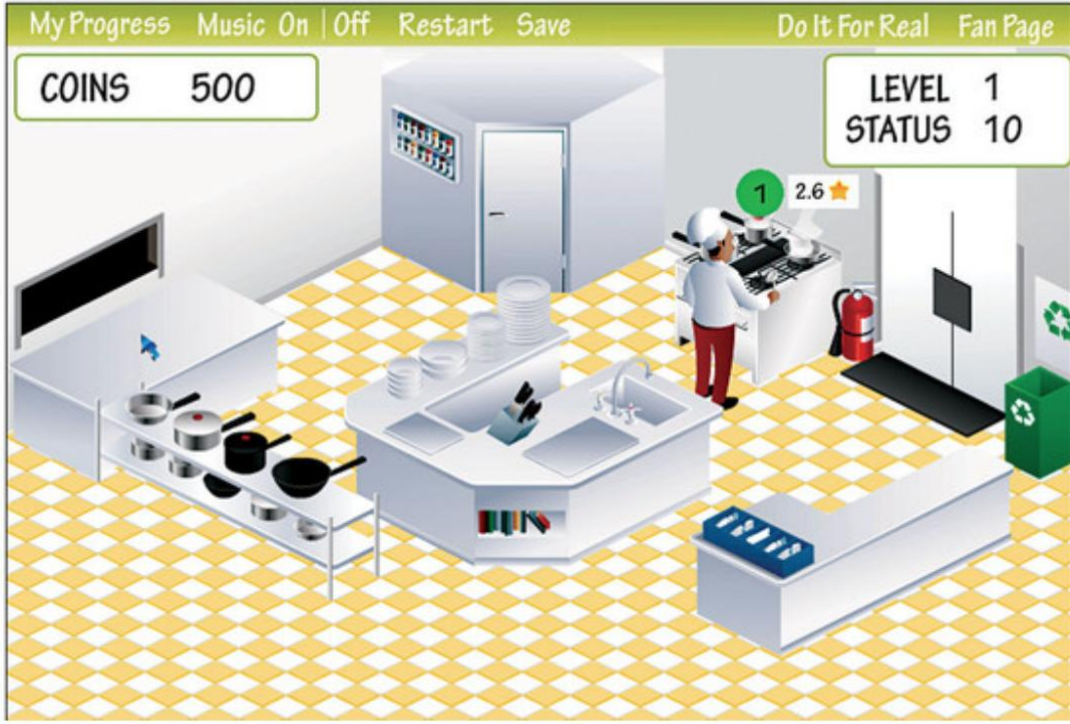 My Progress Music On | Off Restart Save Do It For Real Fan Page
COINS 500
LEVEL 1
STATUS 10
1 2.6